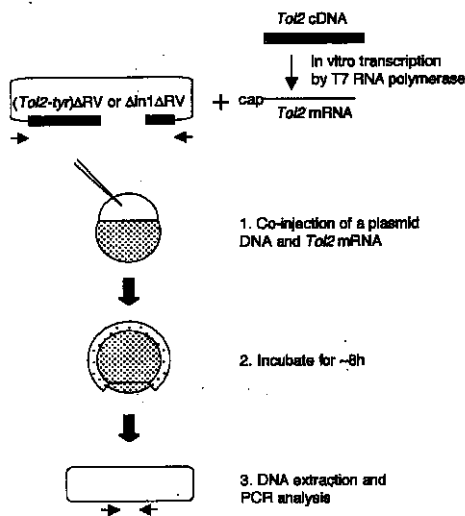 Tol2 cDNA
In vitro transcription
by T7 RNA polymerase
(Tol2-tyr)ΔRV or Δin1ΔRV
+
cap
Tol2 mRNA
1. Co-injection of a plasmid
DNA and Tol2 mRNA
2. Incubate for ~8h
3. DNA extraction and
PCR analysis